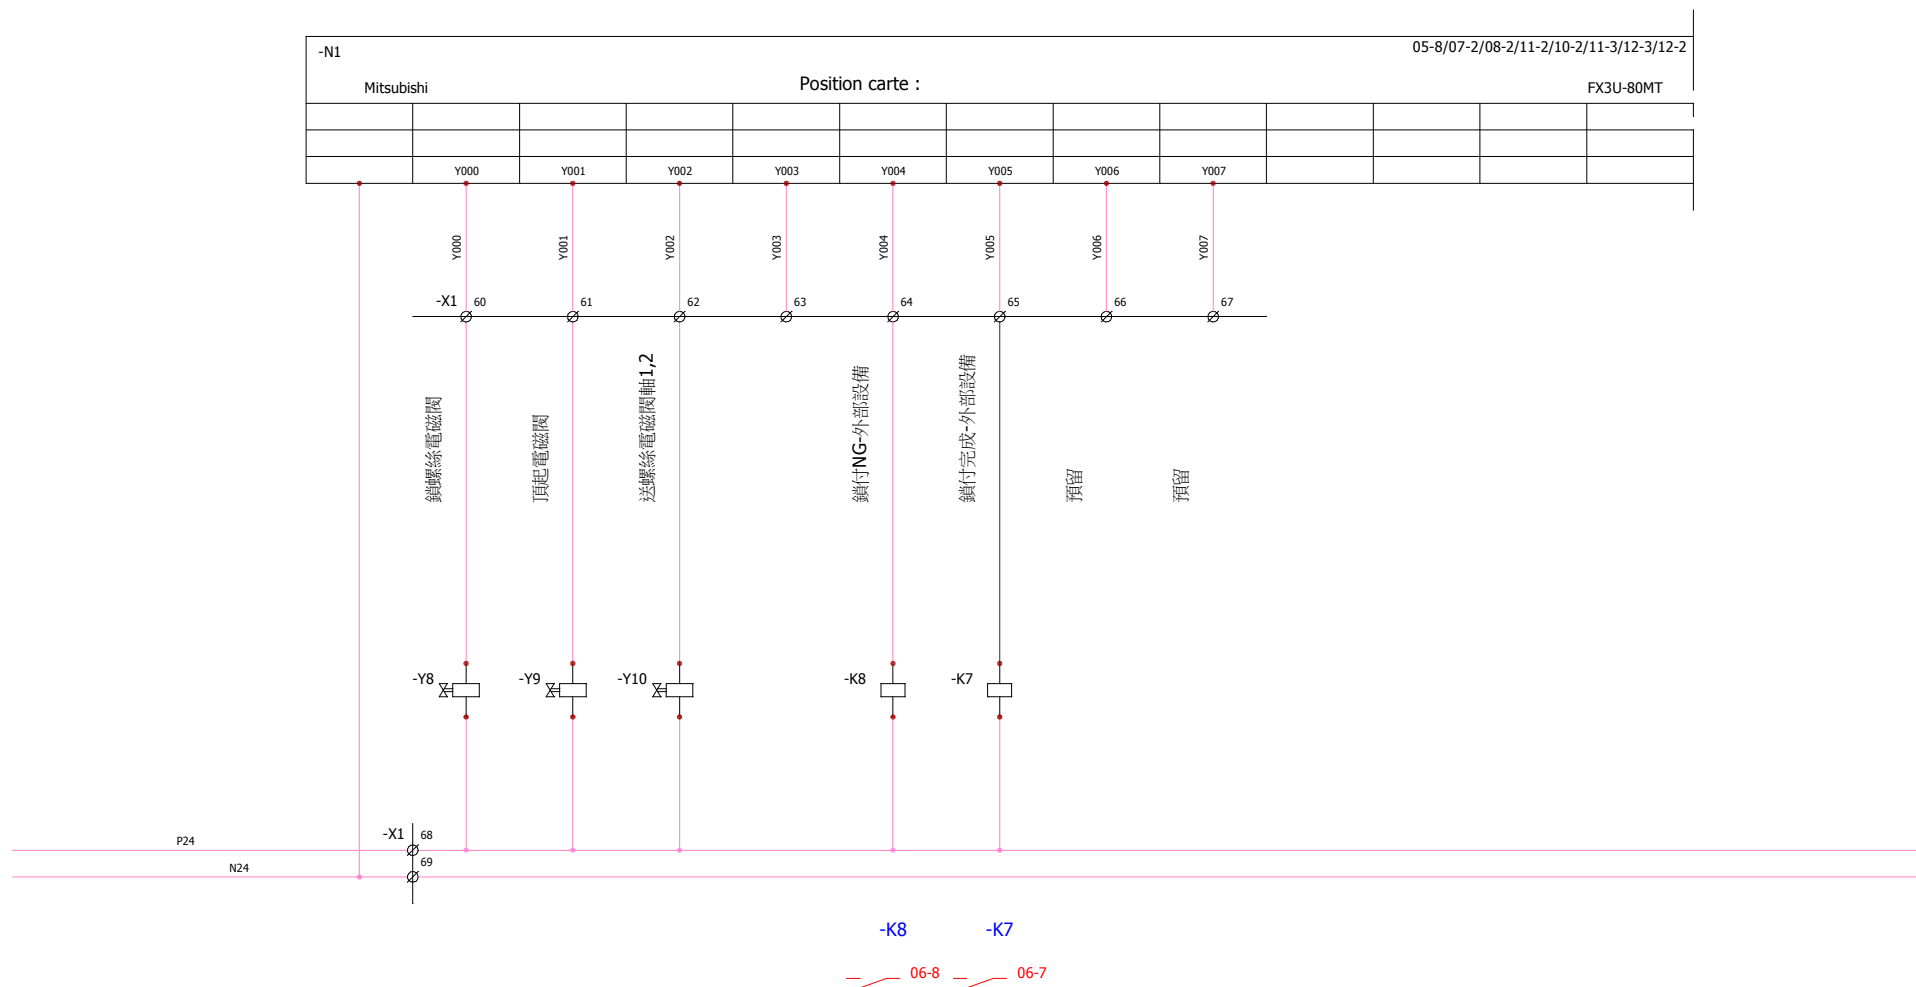 -N1
05-8/07-2/08-2/11-2/10-2/11-3/12-3/12-2
Mitsubishi
Position carte :
FX3U-80MT
Y000
Y001
Y002
Y003
Y004
Y005
Y006
Y007
Y000
Y001
Y002
Y003
Y004
Y005
Y006
Y007
-X1
60
61
62
63
64
65
66
67
鎖螺絲電磁閥
頂起電磁閥
送螺絲電磁閥軸1,2
鎖付NG-外部設備
鎖付完成-外部設備
預留
預留
-Y8
-Y9
-Y10
-K8
-K7
P24
-X1
68
N24
69
-K8
-K7
06-8
06-7